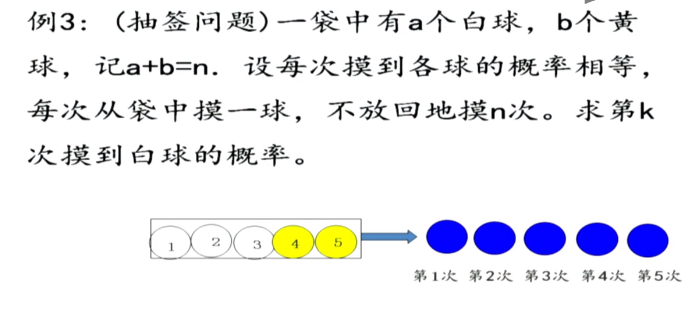 例3：（抽签问题)一袋中有a个白球，b个黄
球，记a+b=n．设每次摸到各球的概率相等，
每次从袋中摸一球，不放回地摸n次。求第k
次摸到白球的概率。
1 2 3 4 5
第1次 第2次 第3次 第4次 第5次